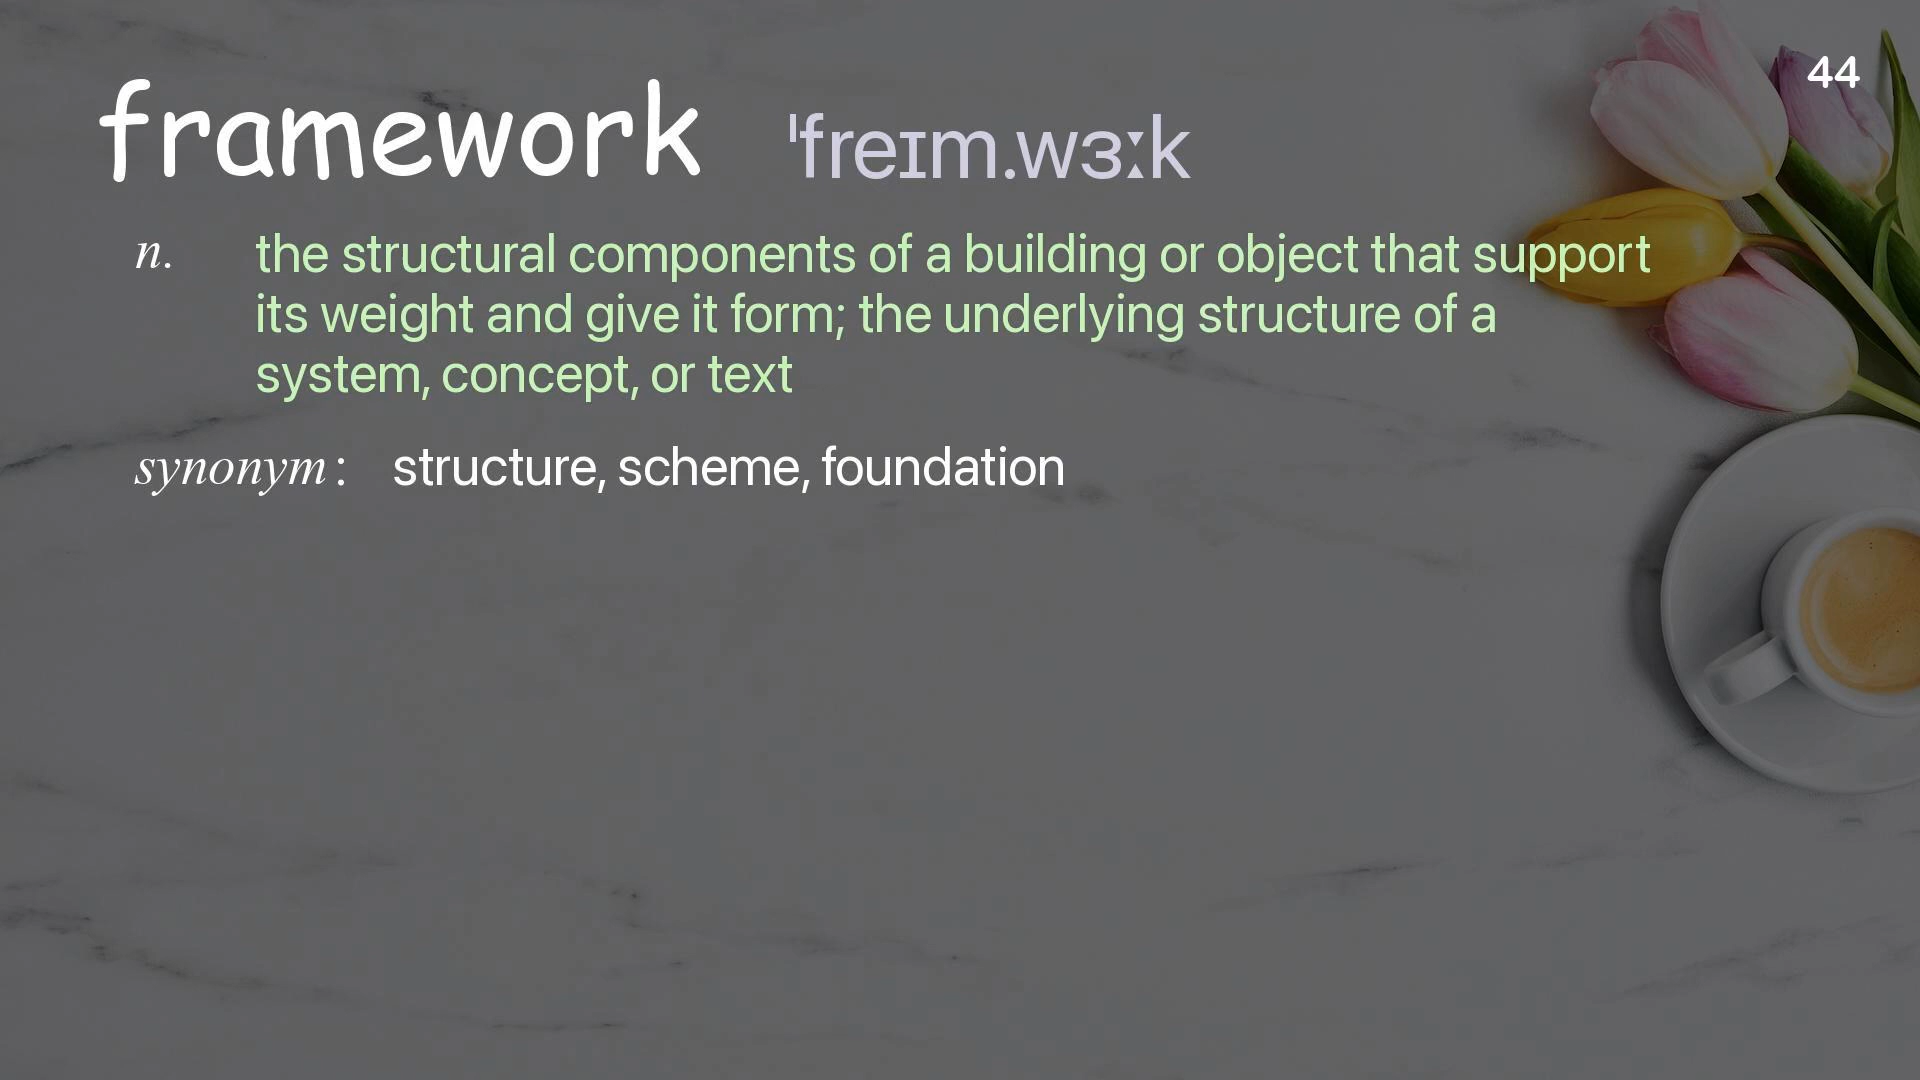 44
framework ˈfreɪm.wɜːk
n. the structural components of a building or object that support
its weight and give it form; the underlying structure of a
system, concept, or text
synonym: structure, scheme, foundation